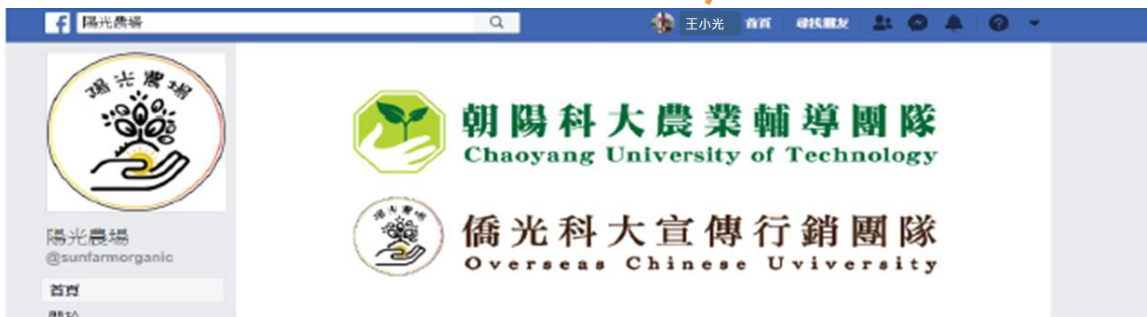 陽光農場
王小光 首頁 尋找朋友
陽光農場
朝陽科大農業輔導團隊
Chaoyang University of Technology
陽光農場
僑光科大宣傳行銷團隊
Overseas Chinese Uviversity
陽光農場
@sunfarmorganic
首頁
關於